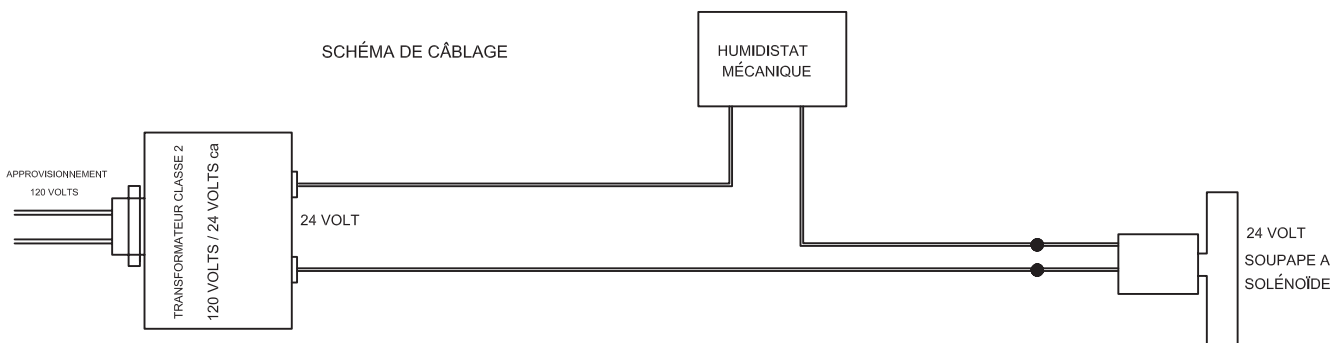 SCHÉMA DE CÂBLAGE
HUMIDISTAT
MÉCANIQUE
APPROVISIONNEMENT
120 VOLTS
TRANSFORMATEUR CLASSE 2
120 VOLTS / 24 VOLTS ca
24 VOLT
24 VOLT
SOUPAPE A
SOLÉNOÏDE